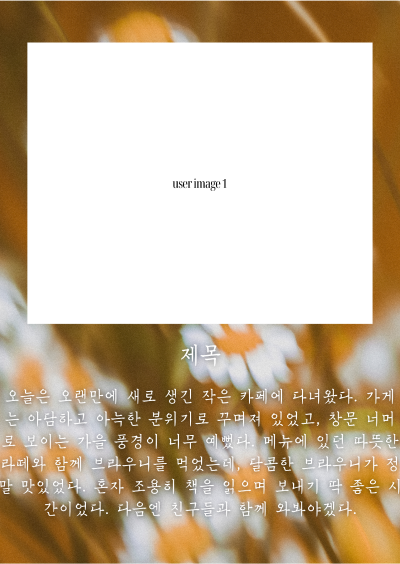 user image 1
제목
오늘은 오랜만에 새로 생긴 작은 카페에 다녀왔다. 가게
는 아담하고 아늑한 분위기로 꾸며져 있었고, 창문 너머
로 보이는 가을 풍경이 너무 예뻤다. 메뉴에 있던 따뜻한
라떼와 함께 브라우니를 먹었는데, 달콤한 브라우니가 정
말 맛있었다. 혼자 조용히 책을 읽으며 보내기 딱 좋은 시
간이었다. 다음엔 친구들과 함께 와봐야겠다.